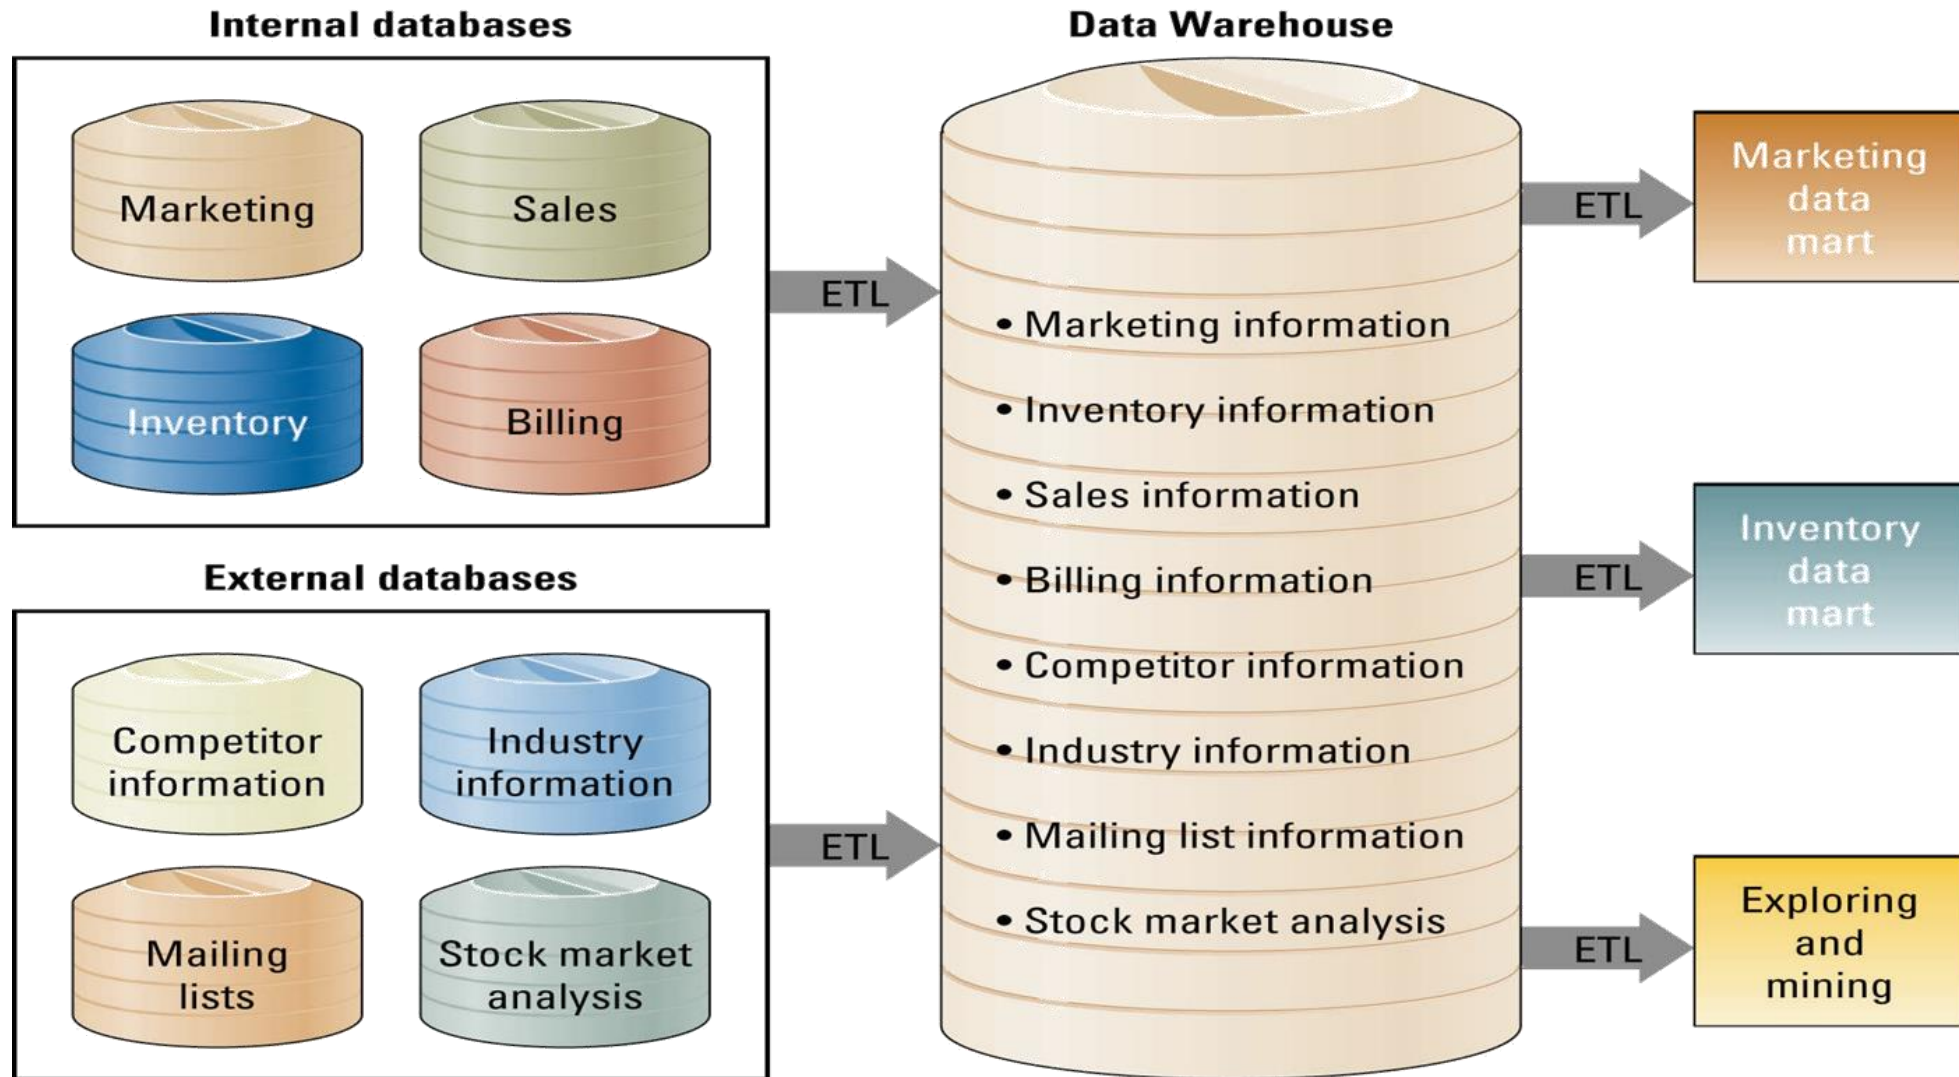 Internal databases
Marketing
Sales
Inventory
Billing
External databases
Competitor
information
Industry
information
Mailing
lists
Stock market
analysis
ETL
ETL
Data Warehouse
• Marketing information
• Inventory information
• Sales information
• Billing information
• Competitor information
• Industry information
• Mailing list information
• Stock market analysis
ETL
Marketing
data
mart
ETL
Inventory
data
mart
ETL
Exploring
and
mining